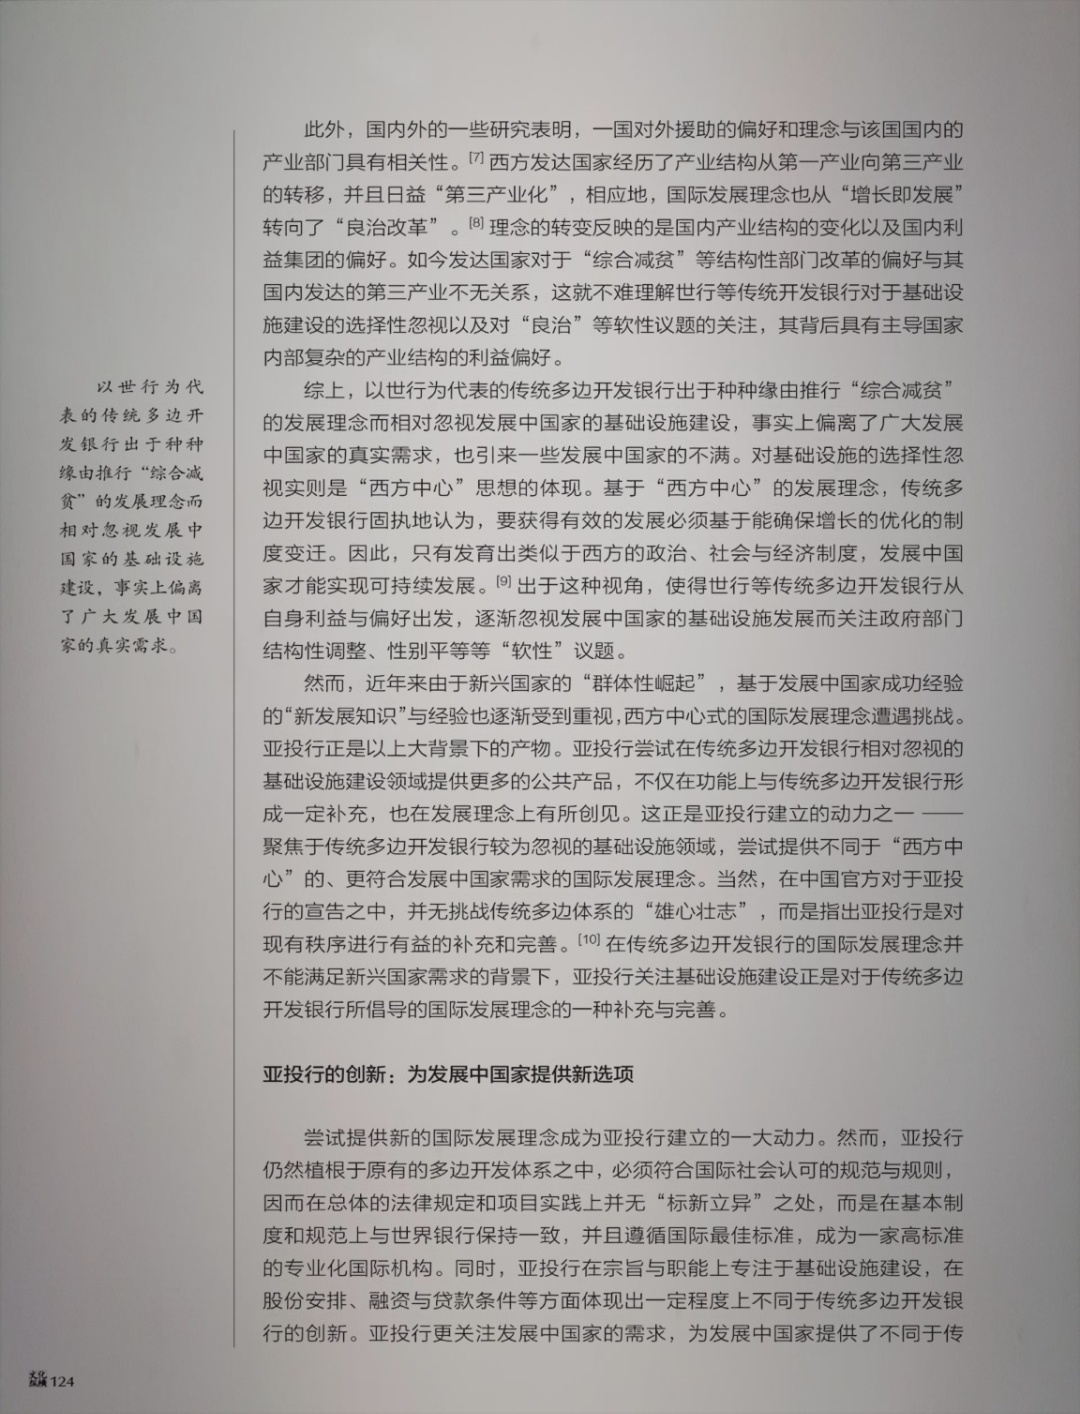 此外，国内外的一些研究表明，一国对外援助的偏好和理念与该国国内的
产业部门具有相关性。[7] 西方发达国家经历了产业结构从第一产业向第三产业
的转移，并且日益“第三产业化”，相应地，国际发展理念也从“增长即发展”
转向了“良治改革”。[8] 理念的转变反映的是国内产业结构的变化以及国内利
益集团的偏好。如今发达国家对于“综合减贫”等结构性部门改革的偏好与其
国内发达的第三产业不无关系，这就不难理解世行等传统开发银行对于基础设
施建设的选择性忽视以及对“良治”等软性议题的关注，其背后具有主导国家
内部复杂的产业结构的利益偏好。
综上，以世行为代表的传统多边开发银行出于种种缘由推行“综合减贫”
的发展理念而相对忽视发展中国家的基础设施建设，事实上偏离了广大发展
中国家的真实需求，也引来一些发展中国家的不满。对基础设施的选择性忽
视实则是“西方中心”思想的体现。基于“西方中心”的发展理念，传统多
边开发银行固执地认为，要获得有效的发展必须基于能确保增长的优化的制
度变迁。因此，只有发育出类似于西方的政治、社会与经济制度，发展中国
家才能实现可持续发展。[9] 出于这种视角，使得世行等传统多边开发银行从
自身利益与偏好出发，逐渐忽视发展中国家的基础设施发展而关注政府部门
结构性调整、性别平等等“软性”议题。
然而，近年来由于新兴国家的“群体性崛起”，基于发展中国家成功经验
的“新发展知识”与经验也逐渐受到重视，西方中心式的国际发展理念遭遇挑战。
亚投行正是以上大背景下的产物。亚投行尝试在传统多边开发银行相对忽视的
基础设施建设领域提供更多的公共产品，不仅在功能上与传统多边开发银行形
成一定补充，也在发展理念上有所创见。这正是亚投行建立的动力之一 ——
聚焦于传统多边开发银行较为忽视的基础设施领域，尝试提供不同于“西方中
心”的、更符合发展中国家需求的国际发展理念。当然，在中国官方对于亚投
行的宣告之中，并无挑战传统多边体系的“雄心壮志”，而是指出亚投行是对
现有秩序进行有益的补充和完善。[10] 在传统多边开发银行的国际发展理念并
不能满足新兴国家需求的背景下，亚投行关注基础设施建设正是对于传统多边
开发银行所倡导的国际发展理念的一种补充与完善。
亚投行的创新：为发展中国家提供新选项
尝试提供新的国际发展理念成为亚投行建立的一大动力。然而，亚投行
仍然植根于原有的多边开发体系之中，必须符合国际社会认可的规范与规则，
因而在总体的法律规定和项目实践上并无“标新立异”之处，而是在基本制
度和规范上与世界银行保持一致，并且遵循国际最佳标准，成为一家高标准
的专业化国际机构。同时，亚投行在宗旨与职能上专注于基础设施建设，在
股份安排、融资与贷款条件等方面体现出一定程度上不同于传统多边开发银
行的创新。亚投行更关注发展中国家的需求，为发展中国家提供了不同于传
以世行为代
表的传统多边开
发银行出于种种
缘由推行“综合减
贫”的发展理念而
相对忽视发展中
国家的基础设施
建设，事实上偏离
了广大发展中国
家的真实需求。
文化
纵横 124